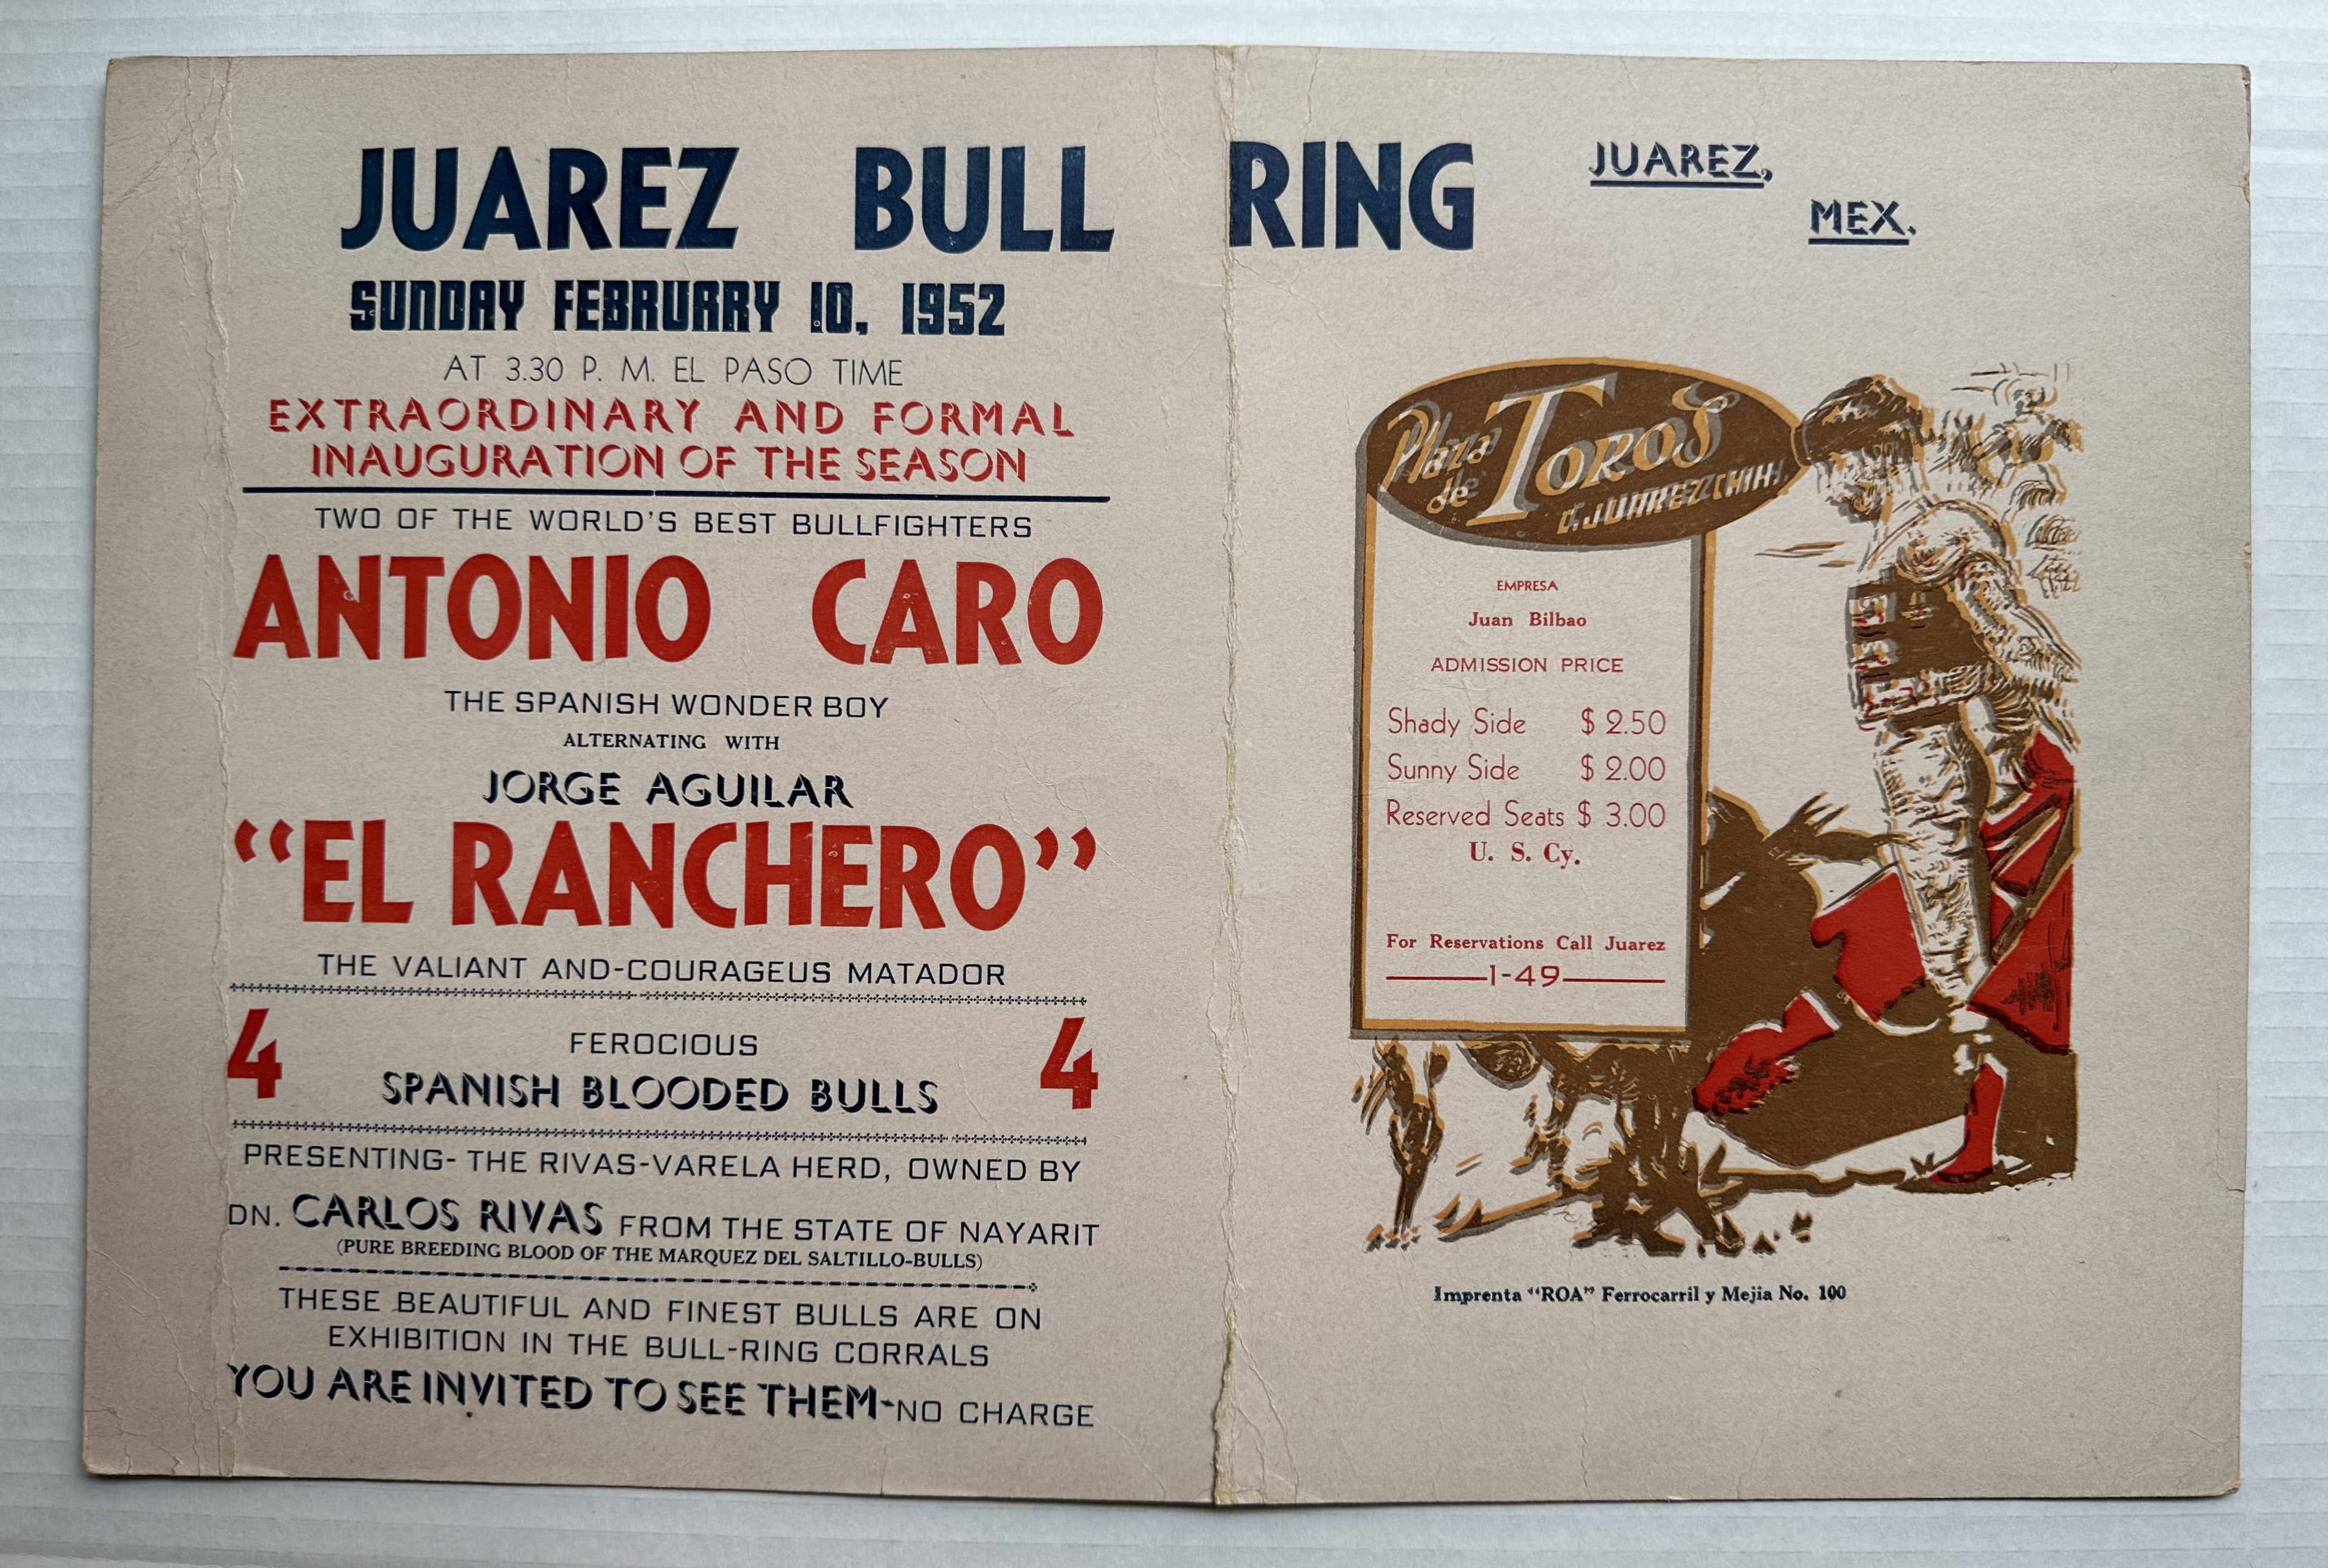 JUAREZ BULL RING
JUAREZ,
MEX.
SUNDAY FEBRUARY 10, 1952
AT 3.30 P. M. EL PASO TIME
EXTRAORDINARY AND FORMAL
INAUGURATION OF THE SEASON
TWO OF THE WORLD'S BEST BULLFIGHTERS
ANTONIO CARO
THE SPANISH WONDER BOY
ALTERNATING WITH
JORGE AGUILAR
“EL RANCHERO”
THE VALIANT AND-COURAGEUS MATADOR
4 FEROCIOUS 4
SPANISH BLOODED BULLS
PRESENTING- THE RIVAS-VARELA HERD, OWNED BY
DN. CARLOS RIVAS FROM THE STATE OF NAYARIT
(PURE BREEDING BLOOD OF THE MARQUEZ DEL SALTILLO-BULLS)
THESE BEAUTIFUL AND FINEST BULLS ARE ON
EXHIBITION IN THE BULL-RING CORRALS
YOU ARE INVITED TO SEE THEM-NO CHARGE
Plaza de TOROS
C. JUAREZ CHIH.
EMPRESA
Juan Bilbao
ADMISSION PRICE
Shady Side $ 2.50
Sunny Side $ 2.00
Reserved Seats $ 3.00
U. S. Cy.
For Reservations Call Juarez
1-49
Imprenta “ROA” Ferrocarril y Mejia No. 100